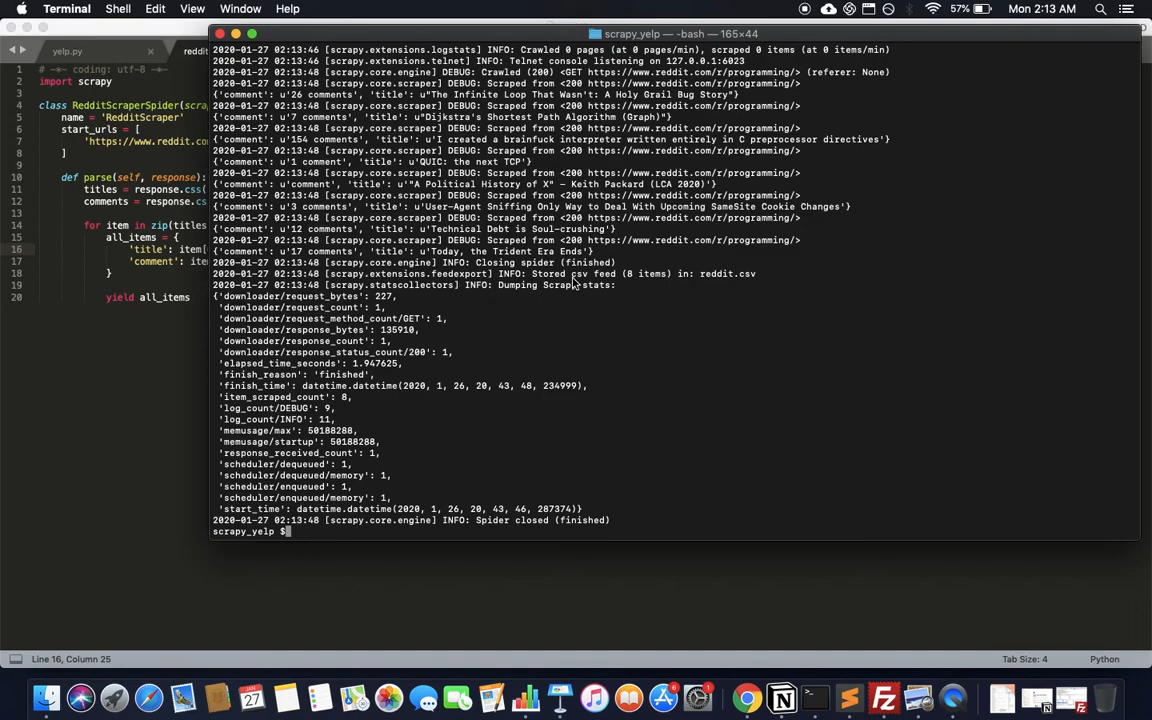 Terminal Shell Edit View Window Help 57% Mon 2:13 AM
scrapy_yelp — -bash — 165×44
yelp.py × reddit
1 # -*- coding: utf-8 -*-
2 import scrapy
3
4 class RedditScraperSpider(scra
5 name = 'RedditScraper'
6 start_urls = [
7 'https://www.reddit.co
8 ]
9
10 def parse(self, response):
11 titles = response.css(
12 comments = response.cs
13
14 for item in zip(titles
15 all_items = {
16 'title': item[
17 'comment': ite
18 }
19
20 yield all_items
2020-01-27 02:13:46 [scrapy.extensions.logstats] INFO: Crawled 0 pages (at 0 pages/min), scraped 0 items (at 0 items/min)
2020-01-27 02:13:46 [scrapy.extensions.telnet] INFO: Telnet console listening on 127.0.0.1:6023
2020-01-27 02:13:48 [scrapy.core.engine] DEBUG: Crawled (200) <GET https://www.reddit.com/r/programming/> (referer: None)
2020-01-27 02:13:48 [scrapy.core.scraper] DEBUG: Scraped from <200 https://www.reddit.com/r/programming/>
{'comment': u'26 comments', 'title': u"The Infinite Loop That Wasn't: A Holy Grail Bug Story"}
2020-01-27 02:13:48 [scrapy.core.scraper] DEBUG: Scraped from <200 https://www.reddit.com/r/programming/>
{'comment': u'7 comments', 'title': u"Dijkstra's Shortest Path Algorithm (Graph)"}
2020-01-27 02:13:48 [scrapy.core.scraper] DEBUG: Scraped from <200 https://www.reddit.com/r/programming/>
{'comment': u'154 comments', 'title': u'I created a brainfuck interpreter written entirely in C preprocessor directives'}
2020-01-27 02:13:48 [scrapy.core.scraper] DEBUG: Scraped from <200 https://www.reddit.com/r/programming/>
{'comment': u'1 comment', 'title': u'QUIC: the next TCP'}
2020-01-27 02:13:48 [scrapy.core.scraper] DEBUG: Scraped from <200 https://www.reddit.com/r/programming/>
{'comment': u'comment', 'title': u'"A Political History of X" – Keith Packard (LCA 2020)'}
2020-01-27 02:13:48 [scrapy.core.scraper] DEBUG: Scraped from <200 https://www.reddit.com/r/programming/>
{'comment': u'3 comments', 'title': u'User-Agent Sniffing Only Way to Deal With Upcoming SameSite Cookie Changes'}
2020-01-27 02:13:48 [scrapy.core.scraper] DEBUG: Scraped from <200 https://www.reddit.com/r/programming/>
{'comment': u'12 comments', 'title': u'Technical Debt is Soul-crushing'}
2020-01-27 02:13:48 [scrapy.core.scraper] DEBUG: Scraped from <200 https://www.reddit.com/r/programming/>
{'comment': u'17 comments', 'title': u'Today, the Trident Era Ends'}
2020-01-27 02:13:48 [scrapy.core.engine] INFO: Closing spider (finished)
2020-01-27 02:13:48 [scrapy.extensions.feedexport] INFO: Stored csv feed (8 items) in: reddit.csv
2020-01-27 02:13:48 [scrapy.statscollectors] INFO: Dumping Scrapy stats:
{'downloader/request_bytes': 227,
'downloader/request_count': 1,
'downloader/request_method_count/GET': 1,
'downloader/response_bytes': 135910,
'downloader/response_count': 1,
'downloader/response_status_count/200': 1,
'elapsed_time_seconds': 1.947625,
'finish_reason': 'finished',
'finish_time': datetime.datetime(2020, 1, 26, 20, 43, 48, 234999),
'item_scraped_count': 8,
'log_count/DEBUG': 9,
'log_count/INFO': 11,
'memusage/max': 50188288,
'memusage/startup': 50188288,
'response_received_count': 1,
'scheduler/dequeued': 1,
'scheduler/dequeued/memory': 1,
'scheduler/enqueued': 1,
'scheduler/enqueued/memory': 1,
'start_time': datetime.datetime(2020, 1, 26, 20, 43, 46, 287374)}
2020-01-27 02:13:48 [scrapy.core.engine] INFO: Spider closed (finished)
scrapy_yelp $
Line 16, Column 25 Tab Size: 4 Python